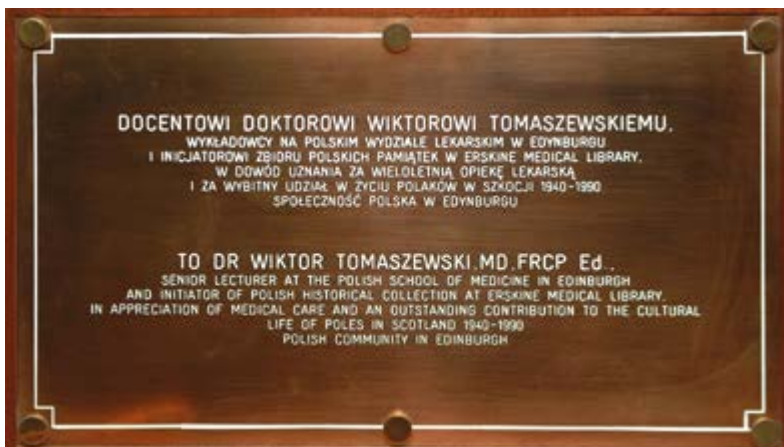 DOCENTOWI DOKTOROWI WIKTOROWI TOMASZEWSKIEMU,
WYKŁADOWCY NA POLSKIM WYDZIALE LEKARSKIM W EDYNBURGU
I INICJATOROWI ZBIORU POLSKICH PAMIĄTEK W ERSKINE MEDICAL LIBRARY.
W DOWÓD UZNANIA ZA WIELOLETNIĄ OPIEKĘ LEKARSKĄ
I ZA WYBITNY UDZIAŁ W ŻYCIU POLAKÓW W SZKOCJI 1940-1990
SPOŁECZNOŚĆ POLSKA W EDYNBURGU
TO DR WIKTOR TOMASZEWSKI.MD.FRCP Ed.,
SENIOR LECTURER AT THE POLISH SCHOOL OF MEDICINE IN EDINBURGH
AND INITIATOR OF POLISH HISTORICAL COLLECTION AT ERSKINE MEDICAL LIBRARY.
IN APPRECIATION OF MEDICAL CARE AND AN OUTSTANDING CONTRIBUTION TO THE CULTURAL
LIFE OF POLES IN SCOTLAND 1940-1990
POLISH COMMUNITY IN EDINBURGH